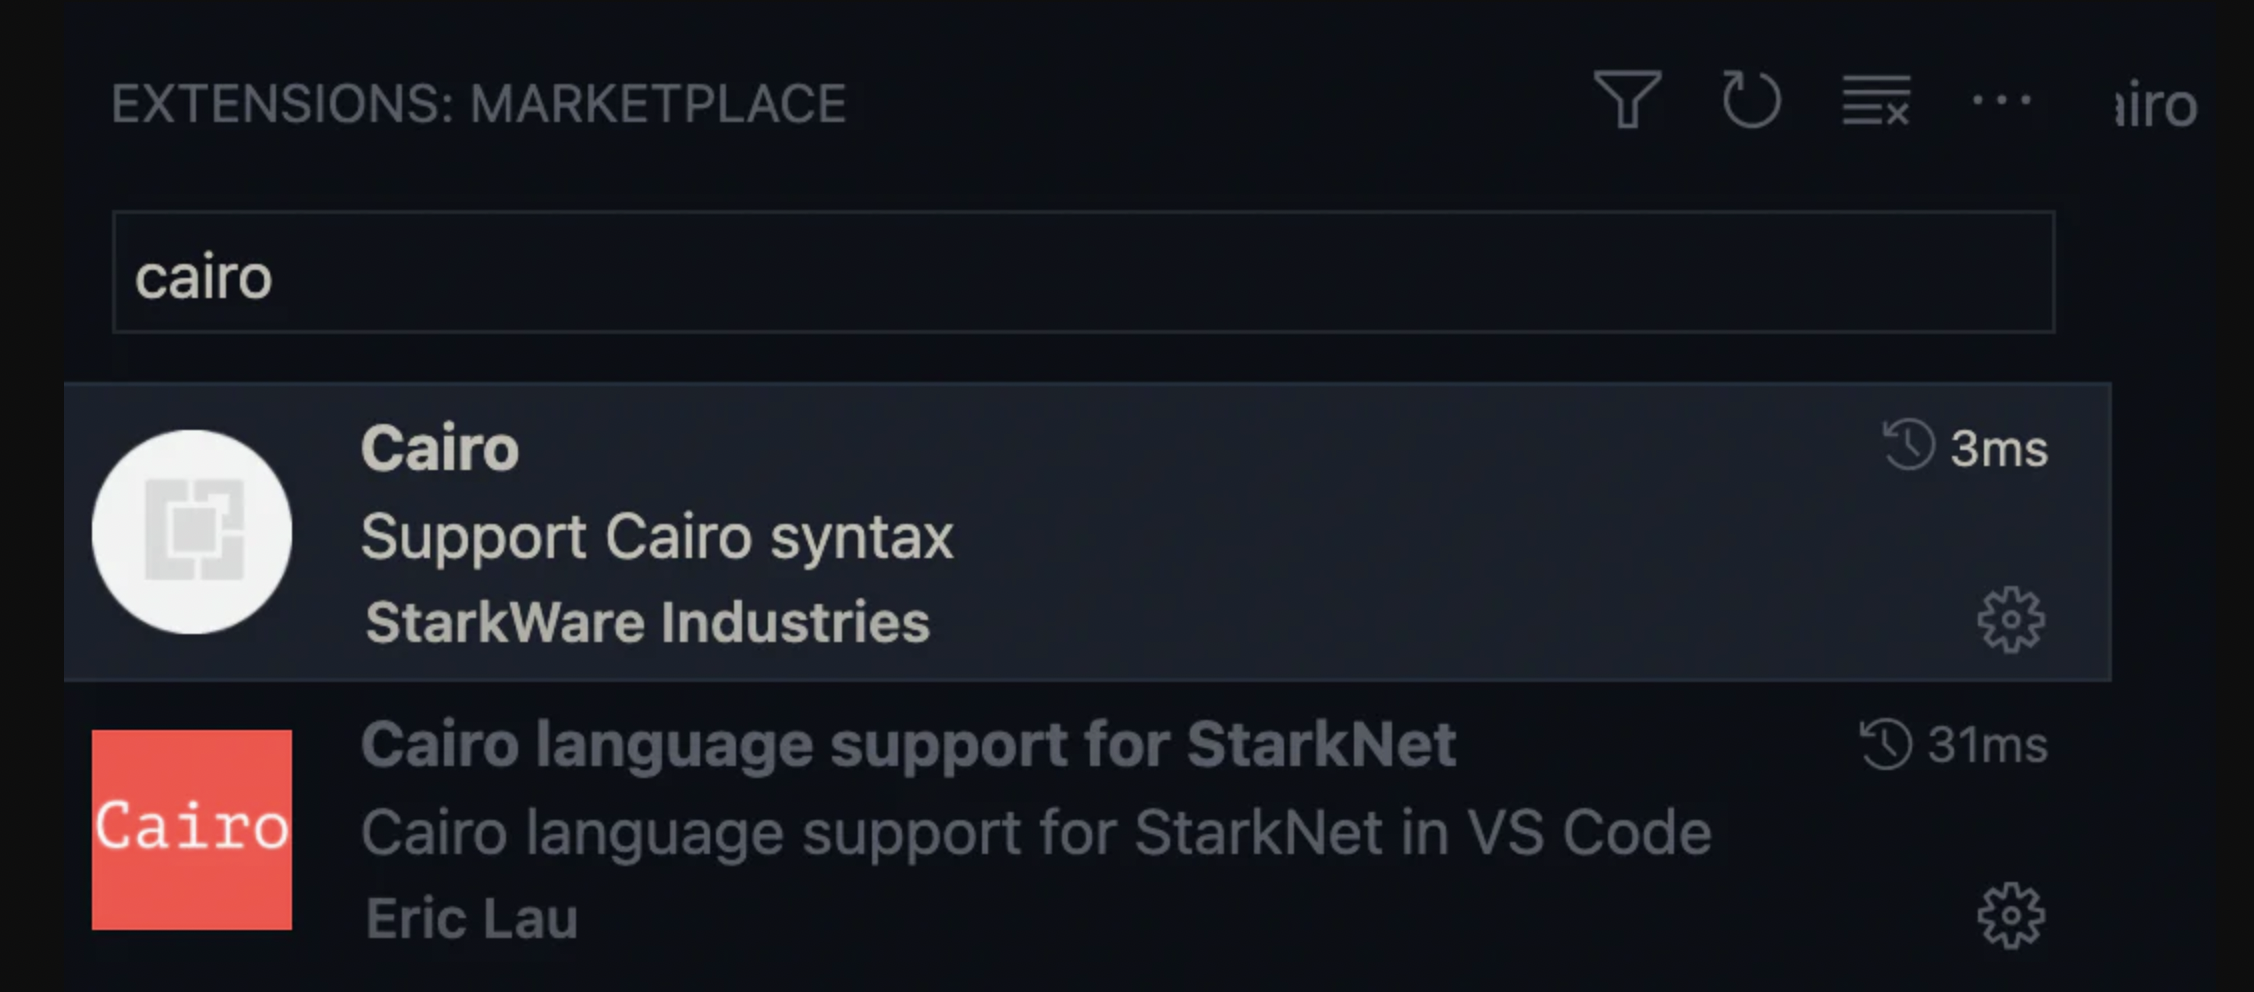 EXTENSIONS: MARKETPLACE
airo
cairo
Cairo
3ms
Support Cairo syntax
StarkWare Industries
Cairo
Cairo language support for StarkNet
31ms
Cairo language support for StarkNet in VS Code
Eric Lau